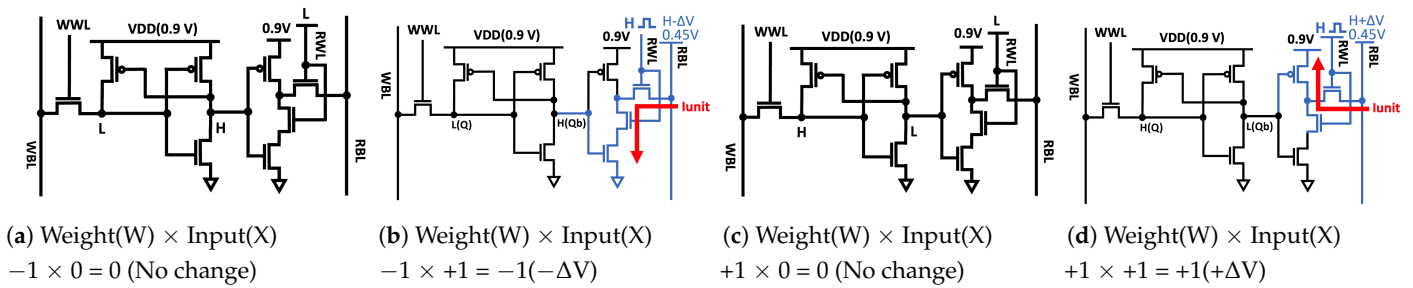 WWL
VDD(0.9 V)
0.9V
L
RWL
WBL
L
H
RBL
(a) Weight(W) × Input(X)
−1 × 0 = 0 (No change)
WWL
VDD(0.9 V)
0.9V
H
H-ΔV
0.45V
RWL
RBL
Iunit
WBL
L(Q)
H(Qb)
(b) Weight(W) × Input(X)
−1 × +1 = −1(−ΔV)
WWL
VDD(0.9 V)
0.9V
L
RWL
WBL
H
L
RBL
(c) Weight(W) × Input(X)
+1 × 0 = 0 (No change)
WWL
VDD(0.9 V)
0.9V
H
H+ΔV
0.45V
RWL
RBL
Iunit
WBL
H(Q)
L(Qb)
(d) Weight(W) × Input(X)
+1 × +1 = +1(+ΔV)